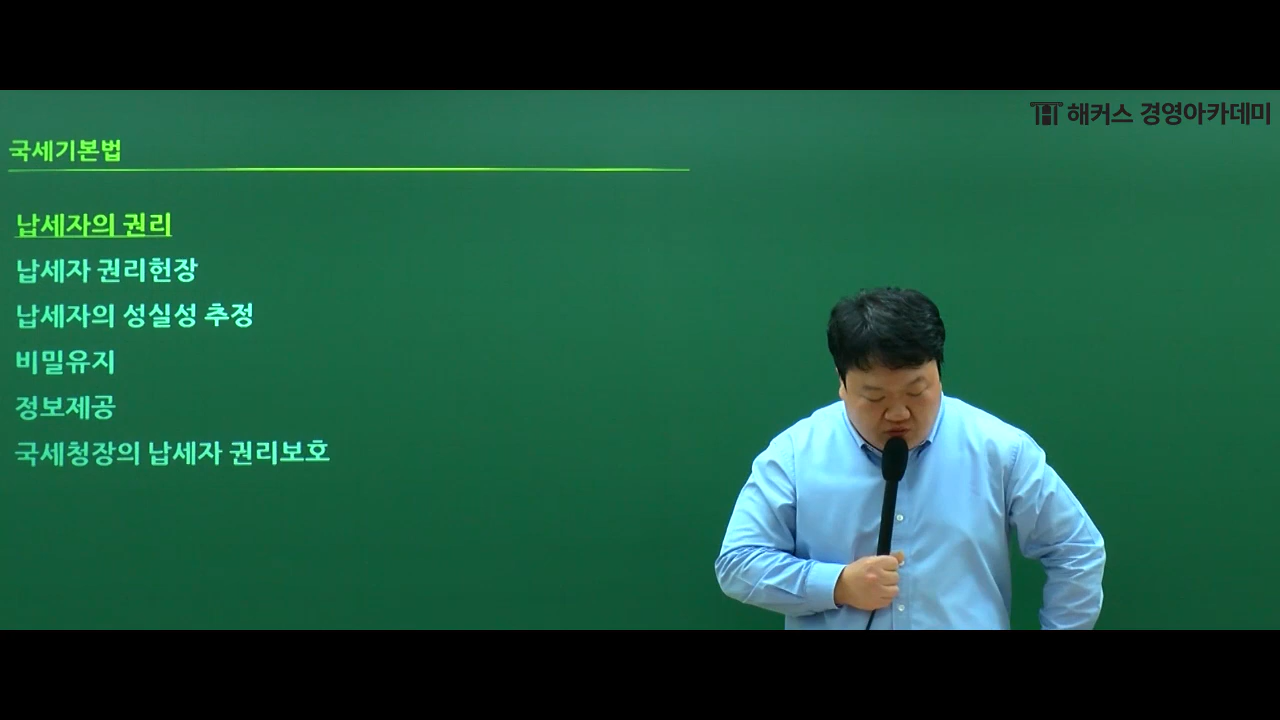 해커스 경영아카데미
국세기본법
납세자의 권리
납세자 권리헌장
납세자의 성실성 추정
비밀유지
정보제공
국세청장의 납세자 권리보호